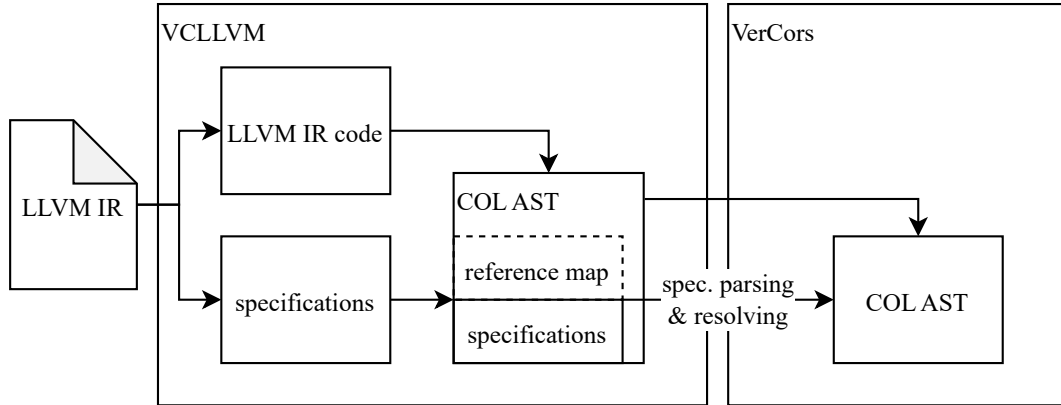 VCLLVM
VerCors
LLVM IR code
LLVM IR
COL AST
reference map
specifications
specifications
spec. parsing
& resolving
COL AST